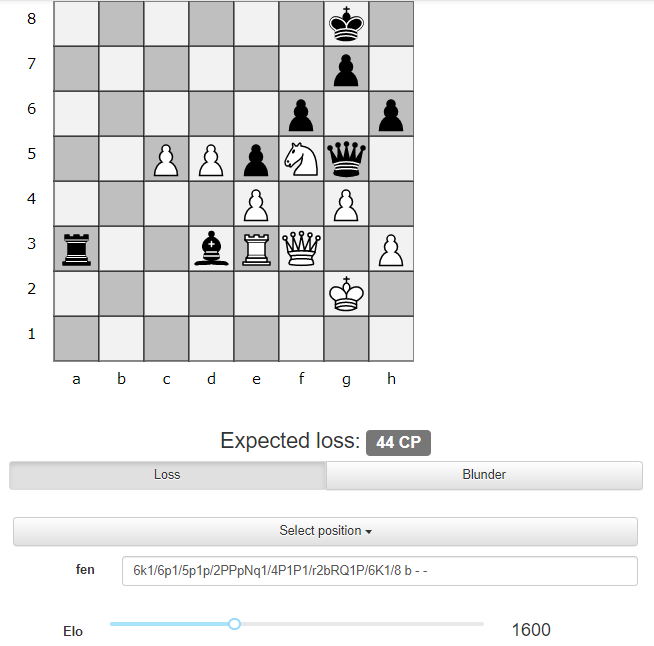 8
7
6
5
4
3
2
1
a b c d e f g h
Expected loss: 44 CP
Loss Blunder
Select position
fen 6k1/6p1/5p1p/2PPpNq1/4P1P1/r2bRQ1P/6K1/8 b - -
Elo 1600